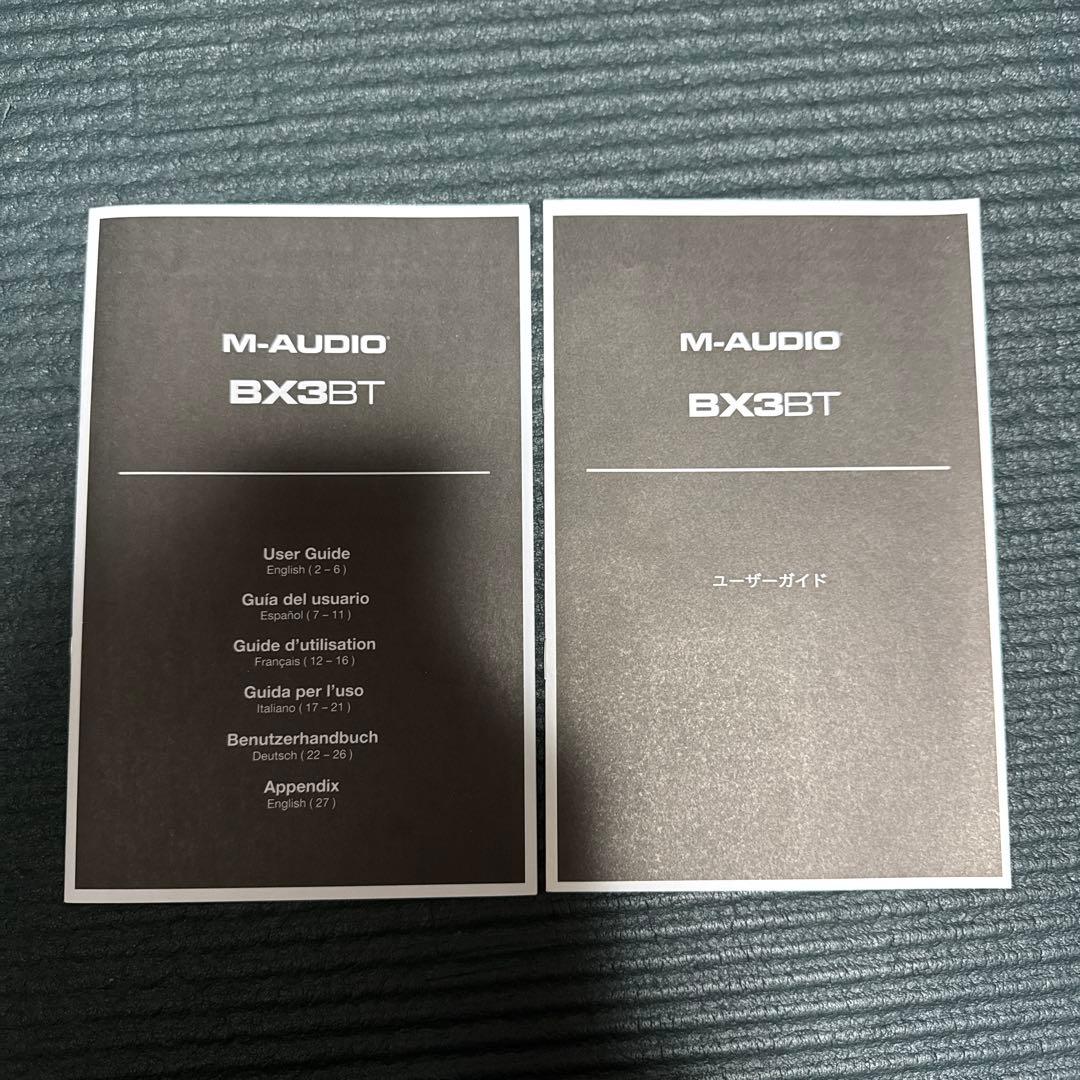 M-AUDIO
BX3BT
User Guide
English ( 2 – 6 )
Guía del usuario
Español ( 7 – 11 )
Guide d’utilisation
Français ( 12 – 16 )
Guida per l’uso
Italiano ( 17 – 21 )
Benutzerhandbuch
Deutsch ( 22 – 26 )
Appendix
English ( 27 )
M-AUDIO
BX3BT
ユーザーガイド